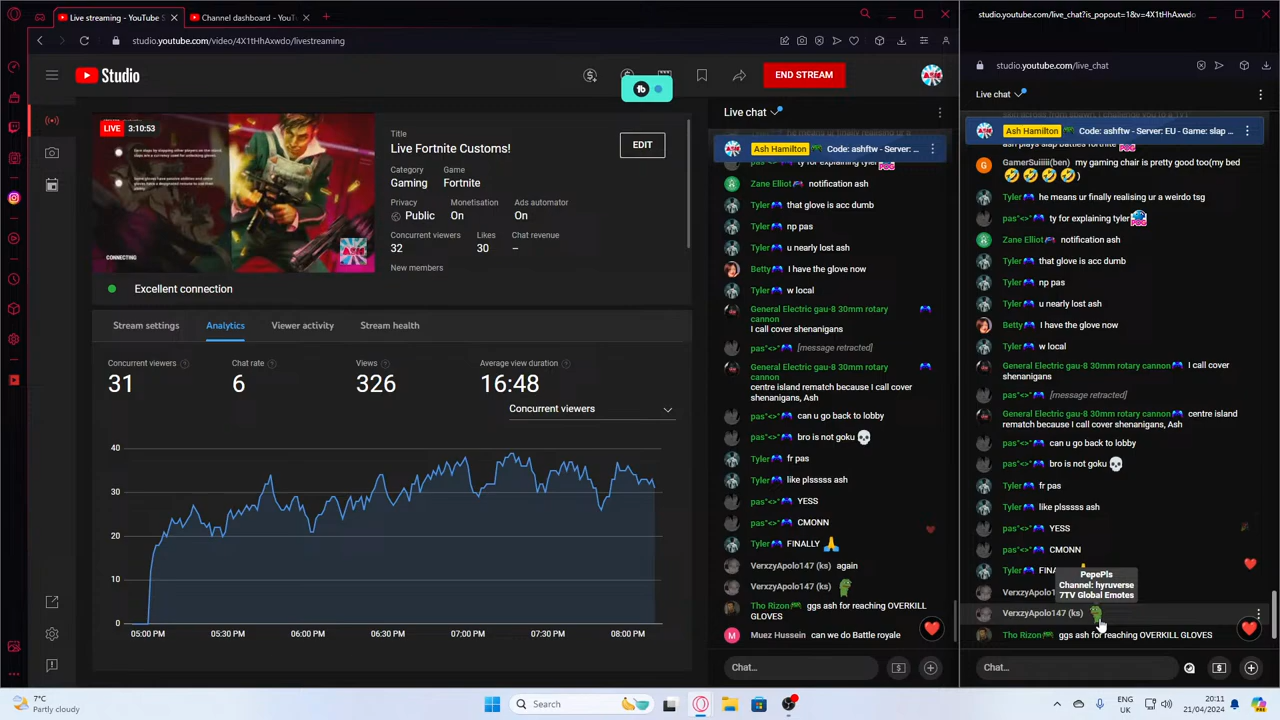 Live streaming - YouTube S
Channel dashboard - YouT
studio.youtube.com/live_chat?is_popout=1&v=4X1tHhAxwdo
studio.youtube.com/video/4X1tHhAxwdo/livestreaming
studio.youtube.com/live_chat
Studio
END STREAM
Live chat
Live chat
LIVE 3:10:53
CONNECTING
Title
Live Fortnite Customs!
EDIT
Category
Game
Gaming
Fortnite
Privacy
Monetisation
Ads automator
Public
On
On
Concurrent viewers
Likes
Chat revenue
32
30
–
New members
Excellent connection
Stream settings
Analytics
Viewer activity
Stream health
Concurrent viewers
Chat rate
Views
Average view duration
31
6
326
16:48
Concurrent viewers
40
30
20
10
0
05:00 PM
05:30 PM
06:00 PM
06:30 PM
07:00 PM
07:30 PM
08:00 PM
Ash Hamilton Code: ashftw - Server: ...
Zane Elliot notification ash
Tyler that glove is acc dumb
Tyler np pas
Tyler u nearly lost ash
Betty I have the glove now
Tyler w local
General Electric gau-8 30mm rotary
cannon
I call cover shenanigans
pas°<>° [message retracted]
General Electric gau-8 30mm rotary
cannon
centre island rematch because I call cover
shenanigans, Ash
pas°<>° can u go back to lobby
pas°<>° bro is not goku
Tyler fr pas
Tyler like plsssss ash
pas°<>° YESS
pas°<>° CMONN
Tyler FINALLY
VerxzyApolo147 (ks) again
VerxzyApolo147 (ks)
Tho Rizon ggs ash for reaching OVERKILL
GLOVES
Muez Hussein can we do Battle royale
Chat...
Ash Hamilton Code: ashftw - Server: EU - Game: slap ...
GamerSuiiii(ben) my gaming chair is pretty good too(my bed
)
Tyler he means ur finally realising ur a weirdo tsg
pas°<>° ty for explaining tyler
Zane Elliot notification ash
Tyler that glove is acc dumb
Tyler np pas
Tyler u nearly lost ash
Betty I have the glove now
Tyler w local
General Electric gau-8 30mm rotary cannon I call cover
shenanigans
pas°<>° [message retracted]
General Electric gau-8 30mm rotary cannon centre island
rematch because I call cover shenanigans, Ash
pas°<>° can u go back to lobby
pas°<>° bro is not goku
Tyler fr pas
Tyler like plsssss ash
pas°<>° YESS
pas°<>° CMONN
Tyler FINA
PepePls
Channel: hyruverse
7TV Global Emotes
VerxzyApolo
VerxzyApolo147 (ks)
Tho Rizon ggs ash for reaching OVERKILL GLOVES
Chat...
7°C
Partly cloudy
Search
ENG
UK
20:11
21/04/2024